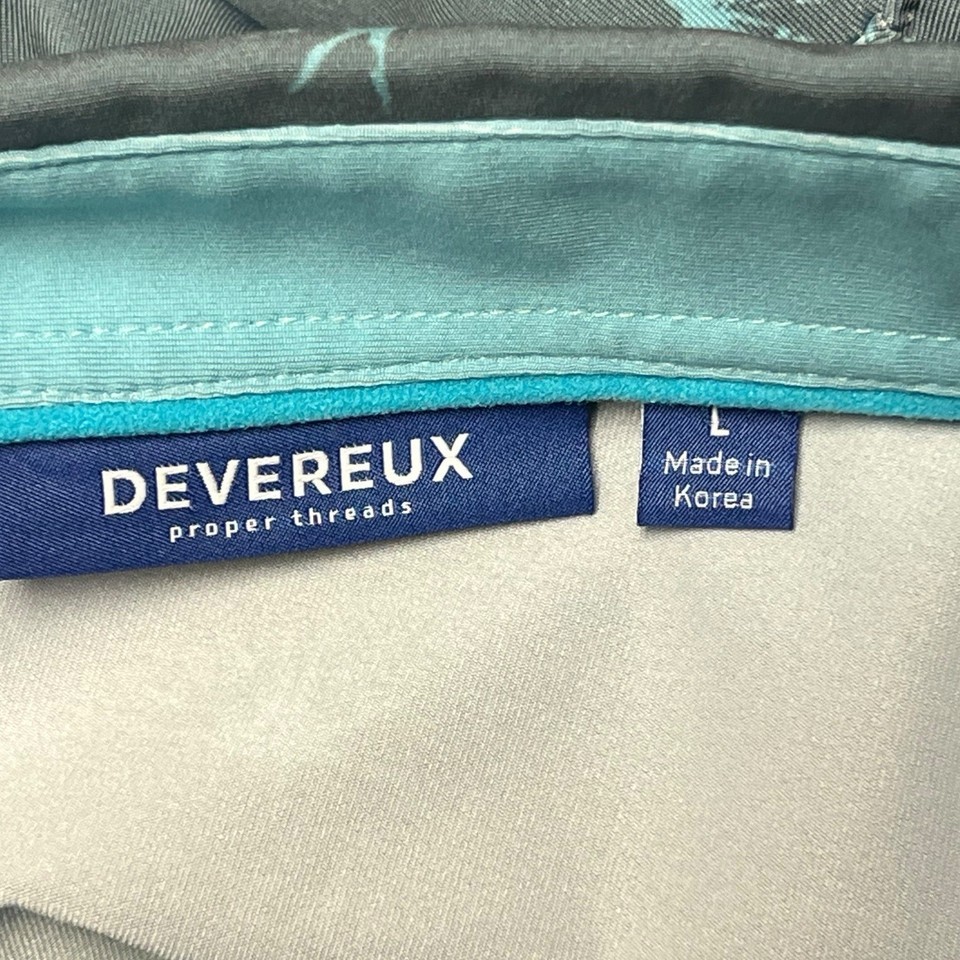 DEVEREUX
proper threads
L
Made in
Korea